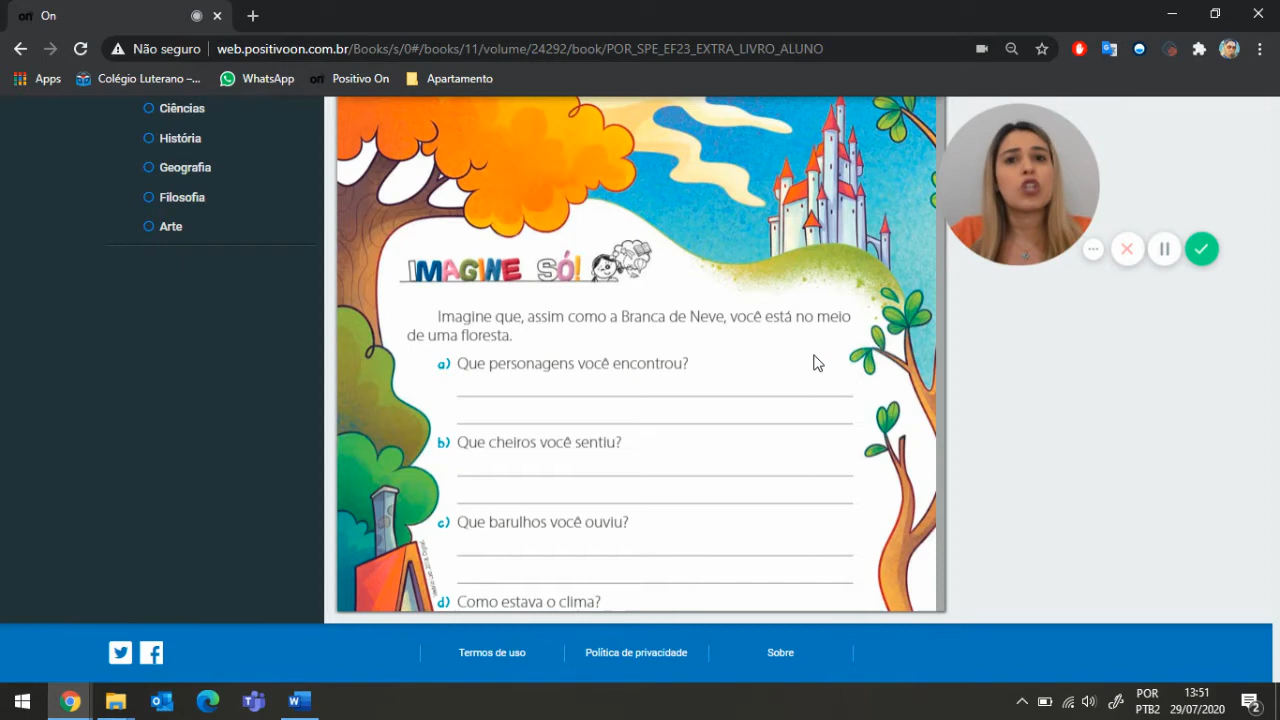 On
Não seguro
web.positivoon.com.br/Books/s/0#/books/11/volume/24292/book/POR_SPE_EF23_EXTRA_LIVRO_ALUNO
Apps
Colégio Luterano –...
WhatsApp
on Positivo On
Apartamento
Ciências
História
Geografia
Filosofia
Arte
IMAGINE SÓ!
Imagine que, assim como a Branca de Neve, você está no meio
de uma floresta.
a) Que personagens você encontrou?
b) Que cheiros você sentiu?
c) Que barulhos você ouviu?
d) Como estava o clima?
Termos de uso
Política de privacidade
Sobre
POR
PTB2
13:51
29/07/2020
2